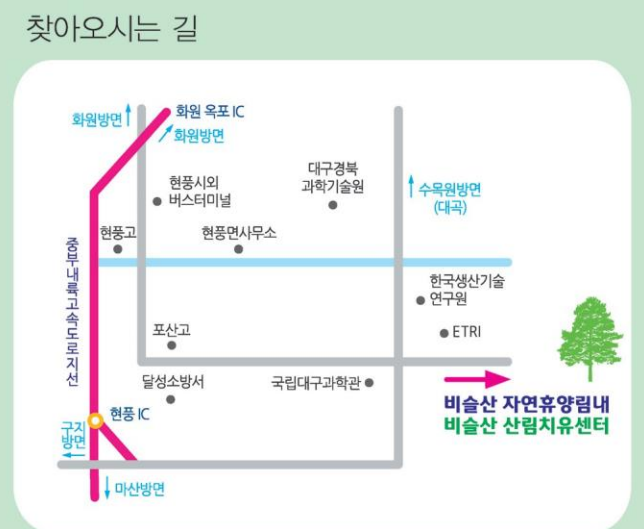 찾아오시는 길
화원방면
화원 옥포 IC
화원방면
현풍시외
버스터미널
대구경북
과학기술원
수목원방면
(대곡)
현풍고
현풍면사무소
중부내륙고속도로지선
한국생산기술
연구원
포산고
ETRI
달성소방서
국립대구과학관
비슬산 자연휴양림내
비슬산 산림치유센터
현풍 IC
구지
방면
마산방면